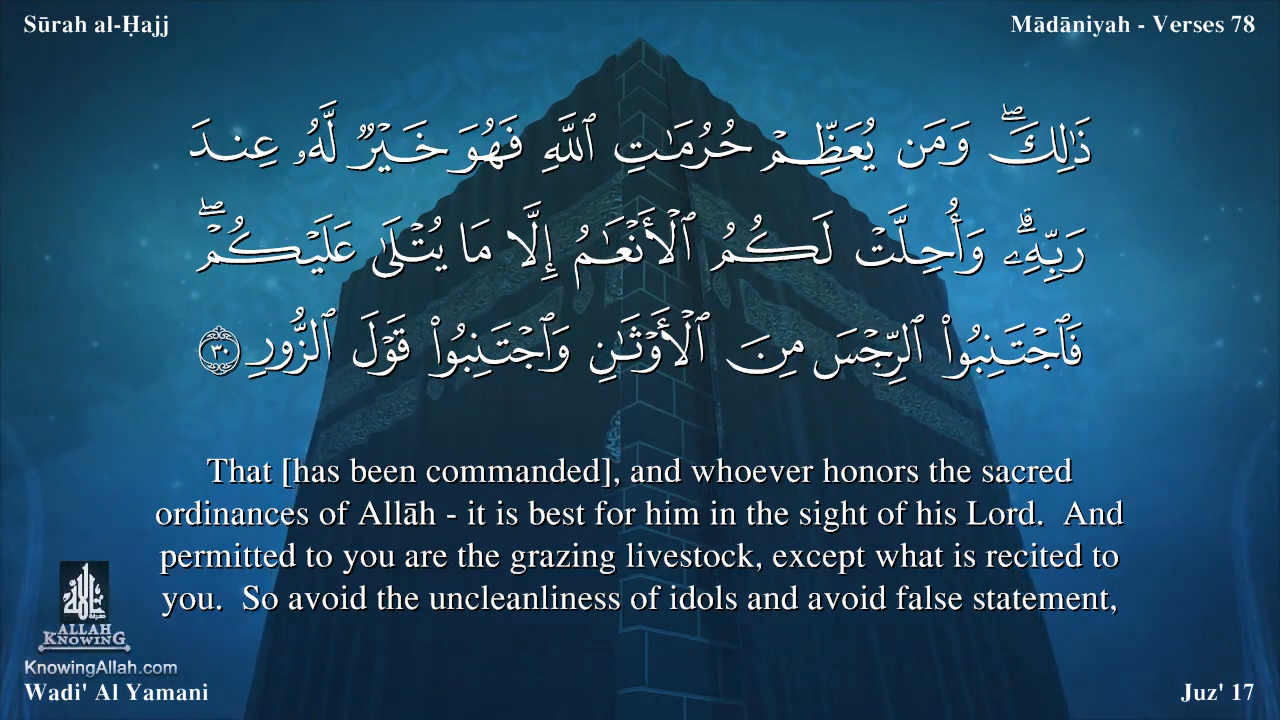 Sūrah al-Ḥajj
Mādāniyah - Verses 78
ذَٰلِكَۖ وَمَن يُعَظِّمْ حُرُمَٰتِ ٱللَّهِ فَهُوَ خَيْرٌ لَّهُۥ عِندَ
رَبِّهِۦۗ وَأُحِلَّتْ لَكُمُ ٱلْأَنْعَٰمُ إِلَّا مَا يُتْلَىٰ عَلَيْكُمْۖ
فَٱجْتَنِبُوا۟ ٱلرِّجْسَ مِنَ ٱلْأَوْثَٰنِ وَٱجْتَنِبُوا۟ قَوْلَ ٱلزُّورِ ٣٠
That [has been commanded], and whoever honors the sacred
ordinances of Allāh - it is best for him in the sight of his Lord.  And
permitted to you are the grazing livestock, except what is recited to
you.  So avoid the uncleanliness of idols and avoid false statement,
ALLAH
KNOWING
KnowingAllah.com
Wadi' Al Yamani
Juz' 17